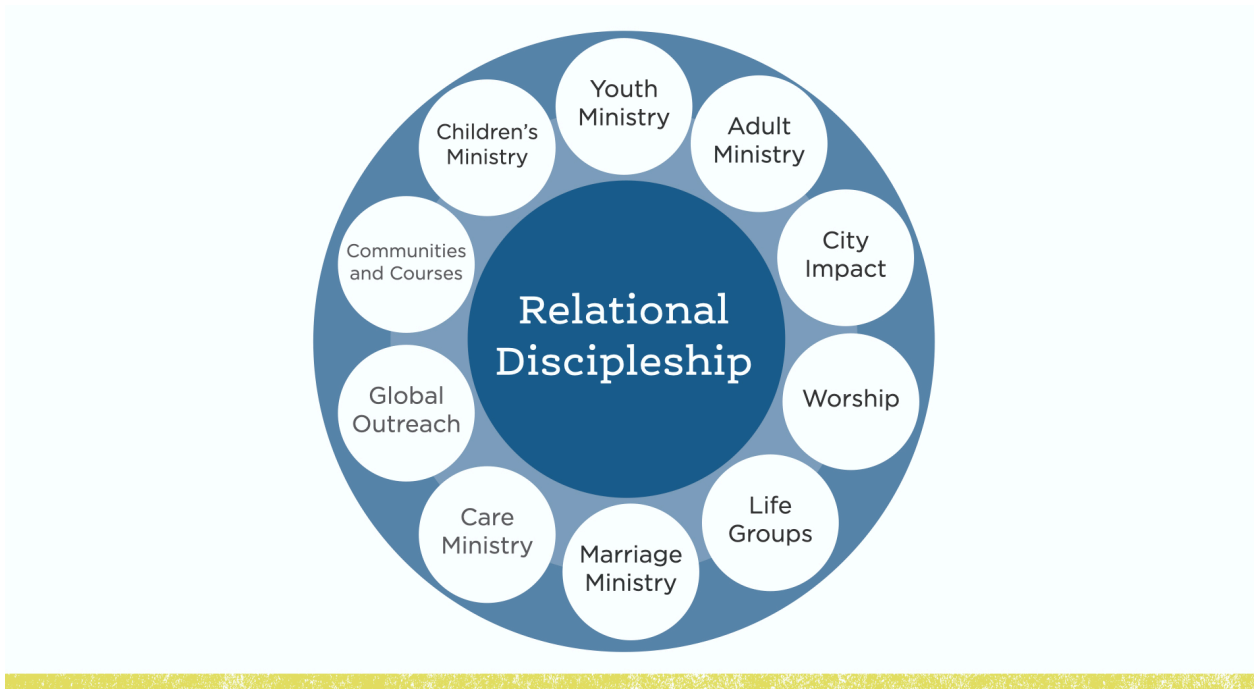 Youth
Ministry
Adult
Ministry
City
Impact
Worship
Life
Groups
Marriage
Ministry
Care
Ministry
Global
Outreach
Communities
and Courses
Children's
Ministry
Relational
Discipleship